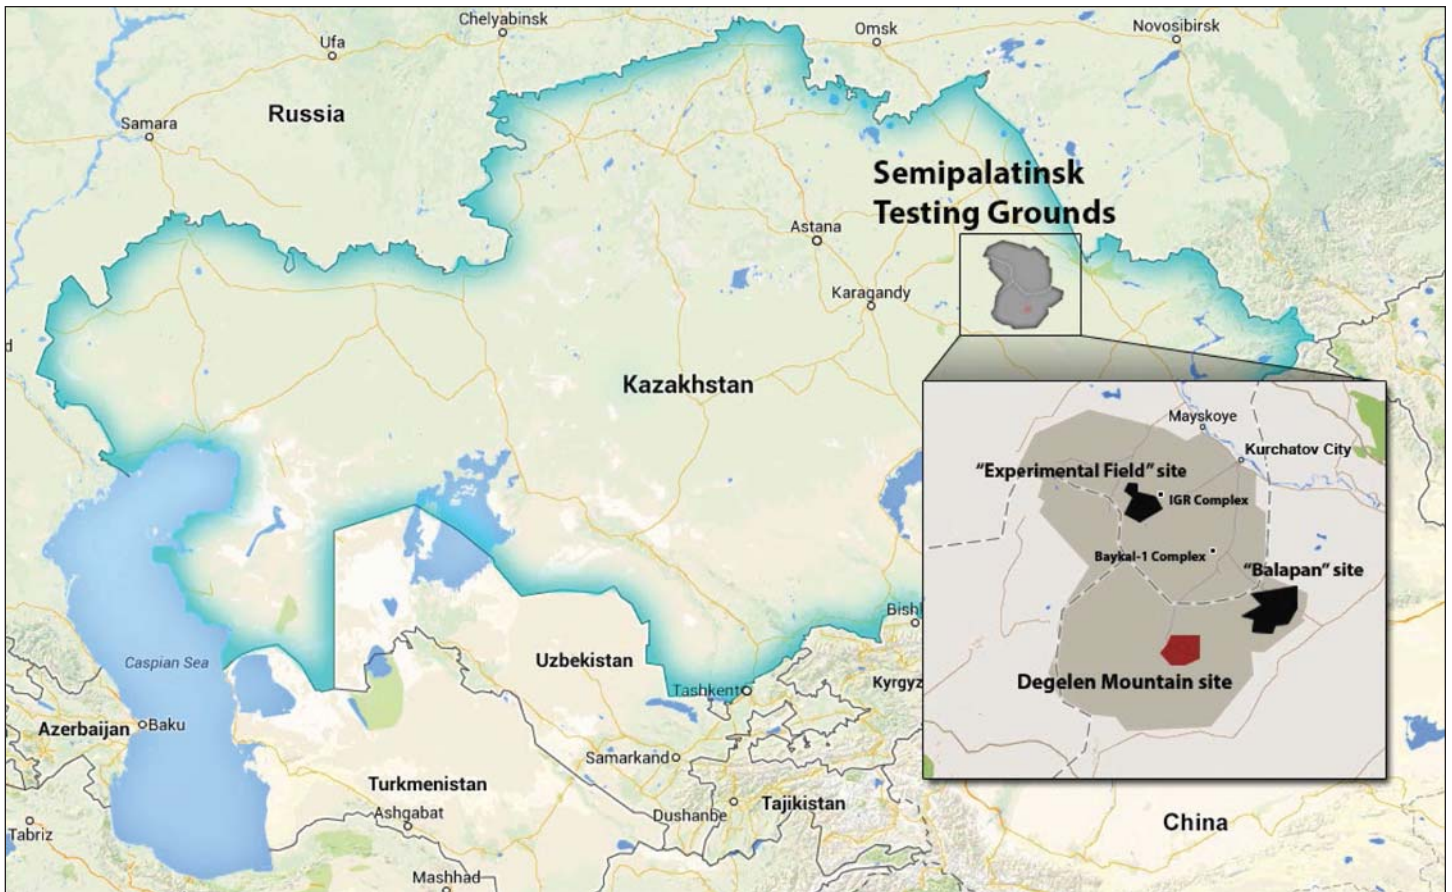 Chelyabinsk
Omsk
Novosibirsk
Ufa
Russia
Samara
Semipalatinsk
Testing Grounds
Astana
Karagandy
d
Kazakhstan
Mayskoye
Kurchatov City
"Experimental Field" site
IGR Complex
Baykal-1 Complex
"Balapan" site
Degelen Mountain site
Bishl
Caspian Sea
Uzbekistan
Tashkent
Kyrgyz
Azerbaijan
Baku
Samarkand
Turkmenistan
Ashgabat
Dushanbe
Tajikistan
China
Tabriz
Mashhad